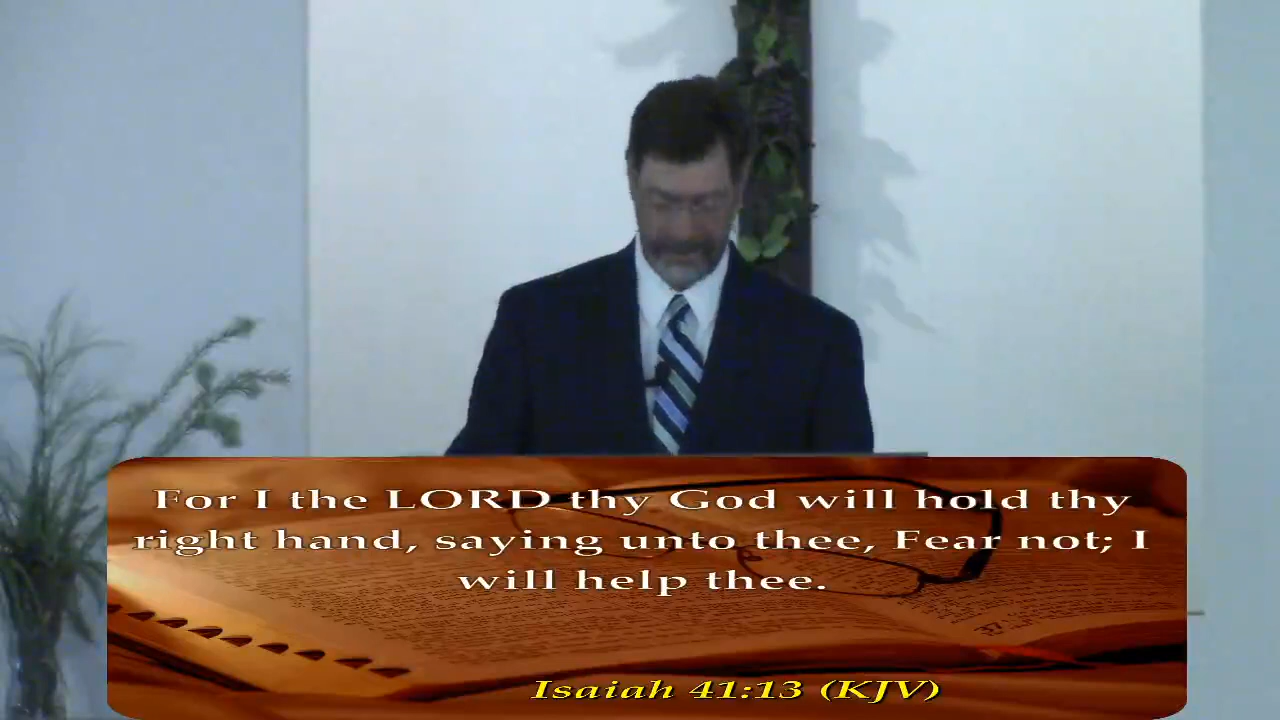 For I the LORD thy God will hold thy
right hand, saying unto thee, Fear not; I
will help thee.
Isaiah 41:13 (KJV)